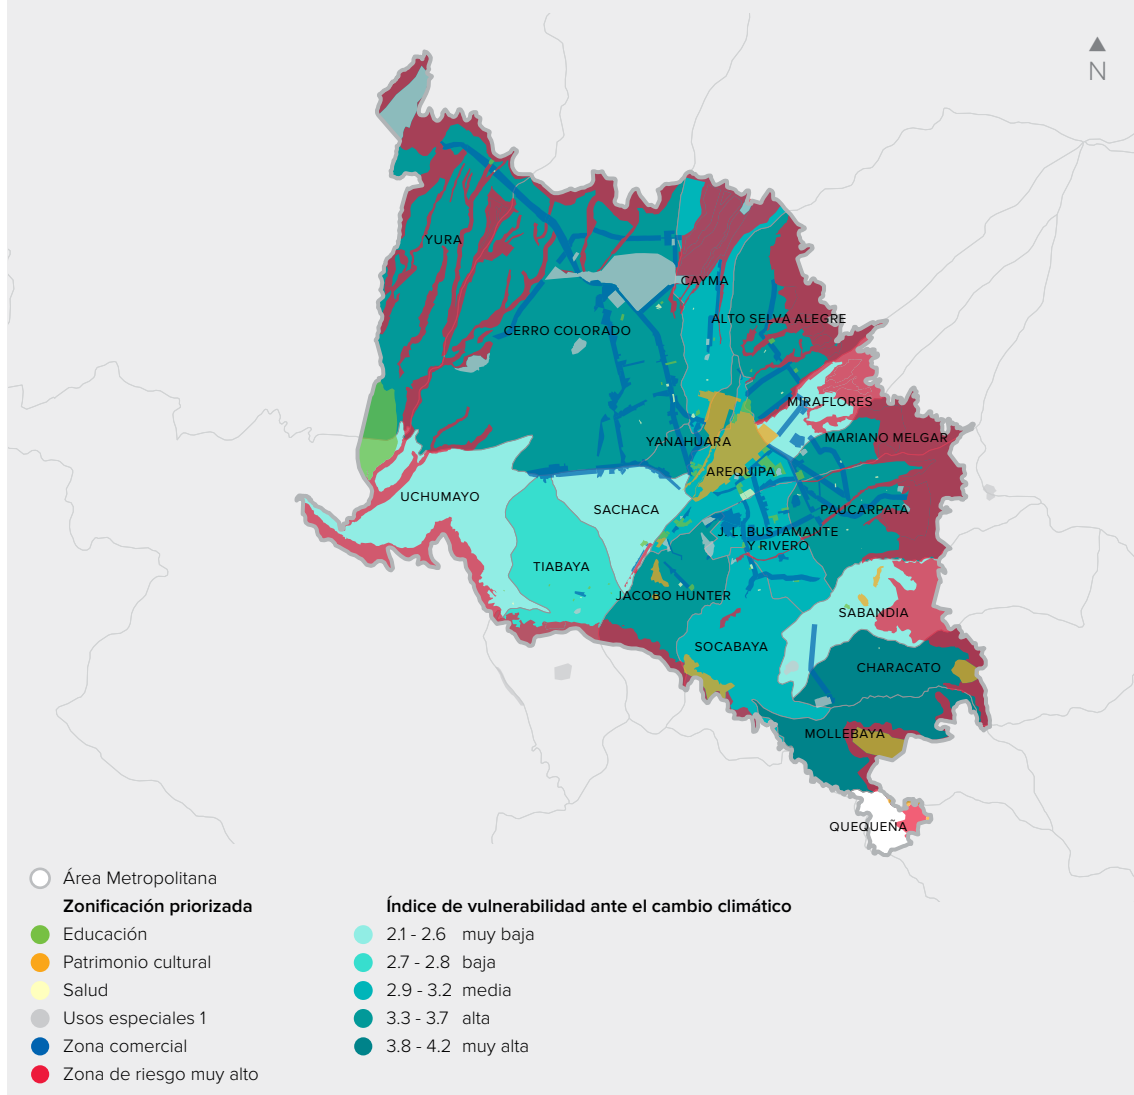 N
YURA
CAYMA
ALTO SELVA ALEGRE
CERRO COLORADO
MIRAFLORES
MARIANO MELGAR
YANAHUARA
AREQUIPA
UCHUMAYO
SACHACA
PAUCARPATA
J. L. BUSTAMANTE
Y RIVERO
TIABAYA
JACOBO HUNTER
SABANDIA
SOCABAYA
CHARACATO
MOLLEBAYA
QUEQUEÑA
Área Metropolitana
Zonificación priorizada
Educación
Patrimonio cultural
Salud
Usos especiales 1
Zona comercial
Zona de riesgo muy alto
Índice de vulnerabilidad ante el cambio climático
2.1 - 2.6 muy baja
2.7 - 2.8 baja
2.9 - 3.2 media
3.3 - 3.7 alta
3.8 - 4.2 muy alta